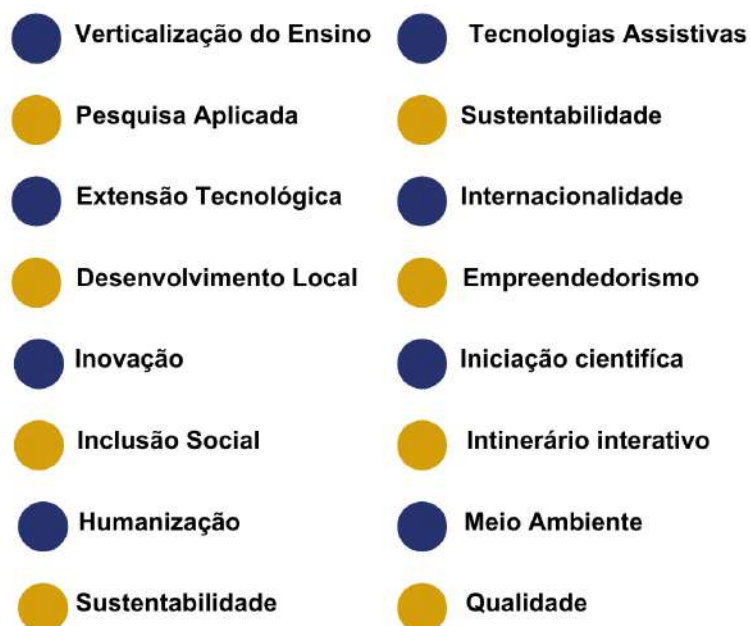 Verticalização do Ensino
Pesquisa Aplicada
Extensão Tecnológica
Desenvolvimento Local
Inovação
Inclusão Social
Humanização
Sustentabilidade
Tecnologias Assistivas
Sustentabilidade
Internacionalidade
Empreendedorismo
Iniciação cientifíca
Intinerário interativo
Meio Ambiente
Qualidade